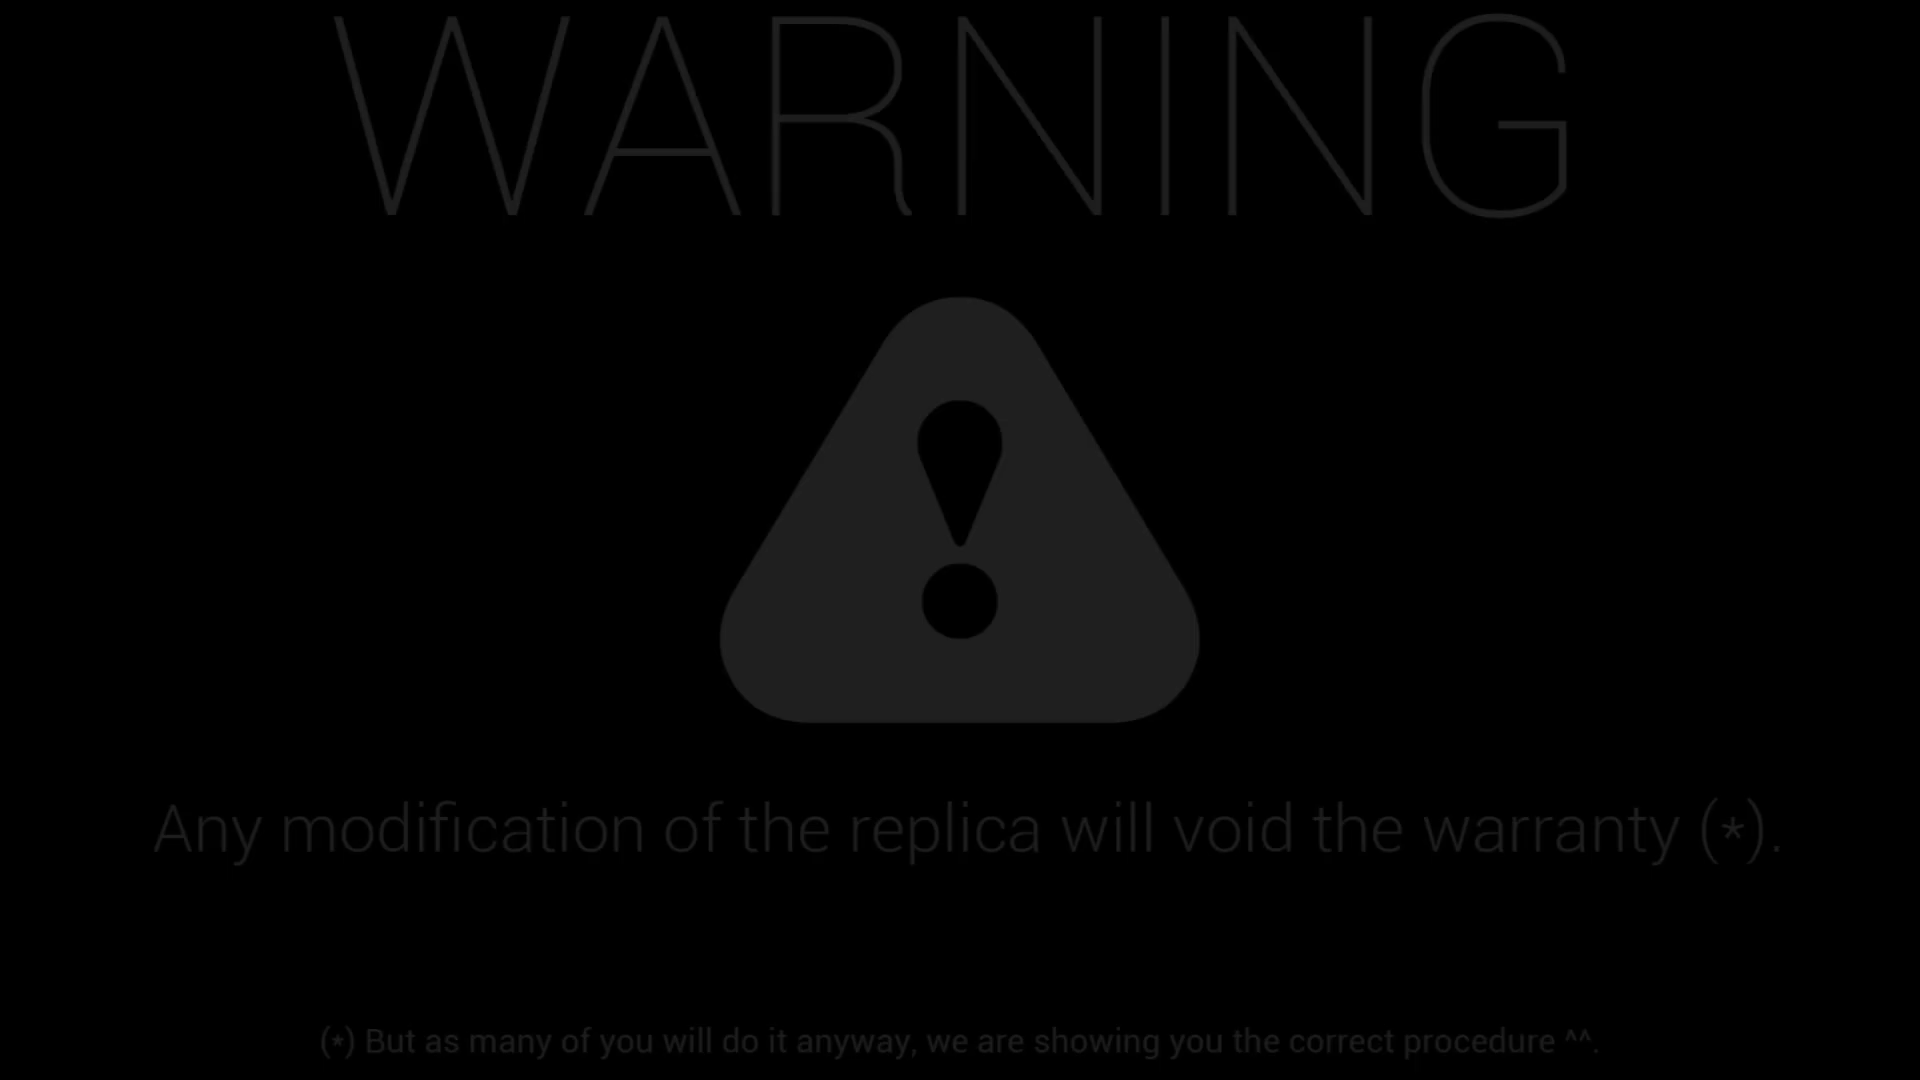 WARNING
Any modification of the replica will void the warranty (*).
(*) But as many of you will do it anyway, we are showing you the correct procedure ^^.